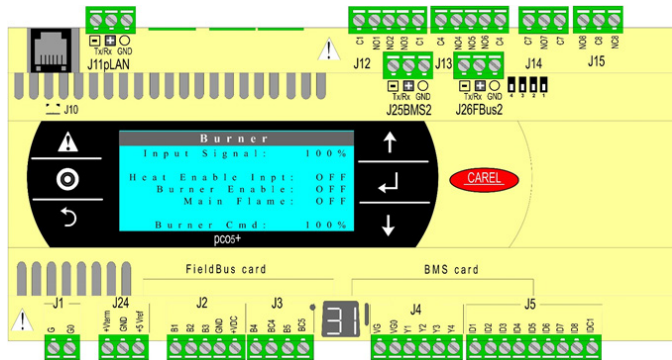 Tx/Rx GND
J11pLAN
C1 NO1 NO2 NO3 C1
C4 NO4 NO5 NO6 C4
C7 NO7 C7
NO8 C8 NC8
J12 J13 J14 J15
Tx/Rx GND
J25BMS2
Tx/Rx GND
J26FBus2
4 3 2 1
J10
Burner
Input Signal: 100%
Heat Enable Inpt: OFF
Burner Enable: OFF
Main Flame: OFF
Burner Cmd: 100%
pco5+
CAREL
FieldBus card BMS card
J1 J24 J2 J3 31 J4 J5
G G0
+Vterm GND +5 Vref
B1 B2 B3 GND +VDC
B4 BC4 B5 BC5
VG VG0 Y1 Y2 Y3 Y4
ID1 ID2 ID3 ID4 ID5 ID6 ID7 ID8 IDC1